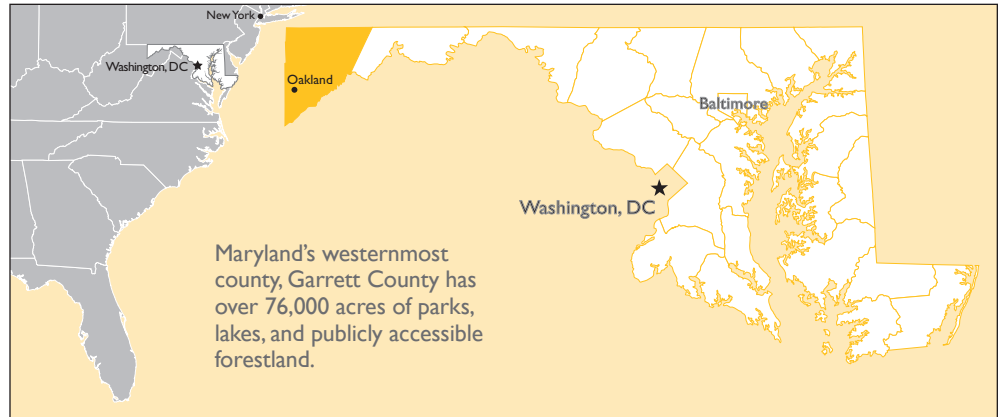 New York
Washington, DC
Oakland
Baltimore
Washington, DC
Maryland’s westernmost
county, Garrett County has
over 76,000 acres of parks,
lakes, and publicly accessible
forestland.